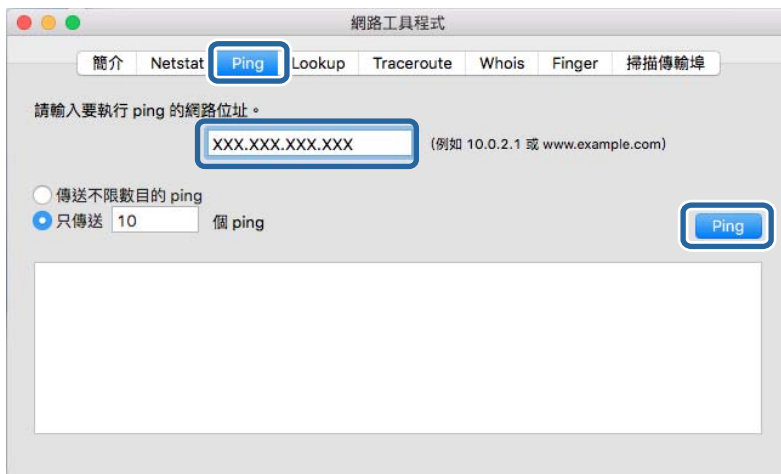 網路工具程式
簡介 Netstat Ping Lookup Traceroute Whois Finger 掃描傳輸埠
請輸入要執行 ping 的網路位址。
XXX.XXX.XXX.XXX (例如 10.0.2.1 或 www.example.com)
傳送不限數目的 ping
只傳送 10 個 ping
Ping